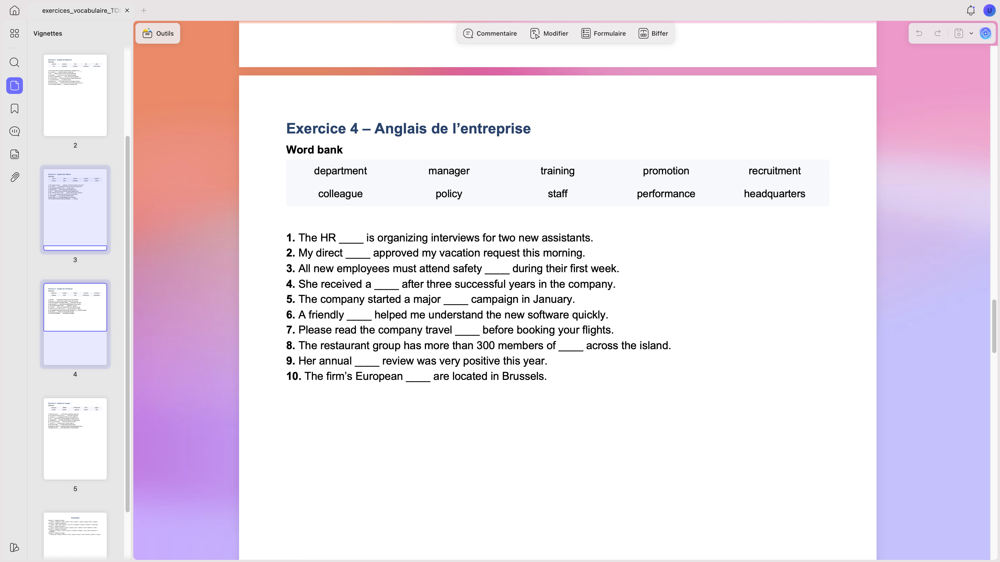 exercices_vocabulaire_TO
U
Vignettes
Outils
Commentaire
Modifier
Formulaire
Biffer
2
3
4
5
Correction
Exercice 4 – Anglais de l’entreprise
Word bank
department manager training promotion recruitment
colleague policy staff performance headquarters
1. The HR ____ is organizing interviews for two new assistants.
2. My direct ____ approved my vacation request this morning.
3. All new employees must attend safety ____ during their first week.
4. She received a ____ after three successful years in the company.
5. The company started a major ____ campaign in January.
6. A friendly ____ helped me understand the new software quickly.
7. Please read the company travel ____ before booking your flights.
8. The restaurant group has more than 300 members of ____ across the island.
9. Her annual ____ review was very positive this year.
10. The firm’s European ____ are located in Brussels.